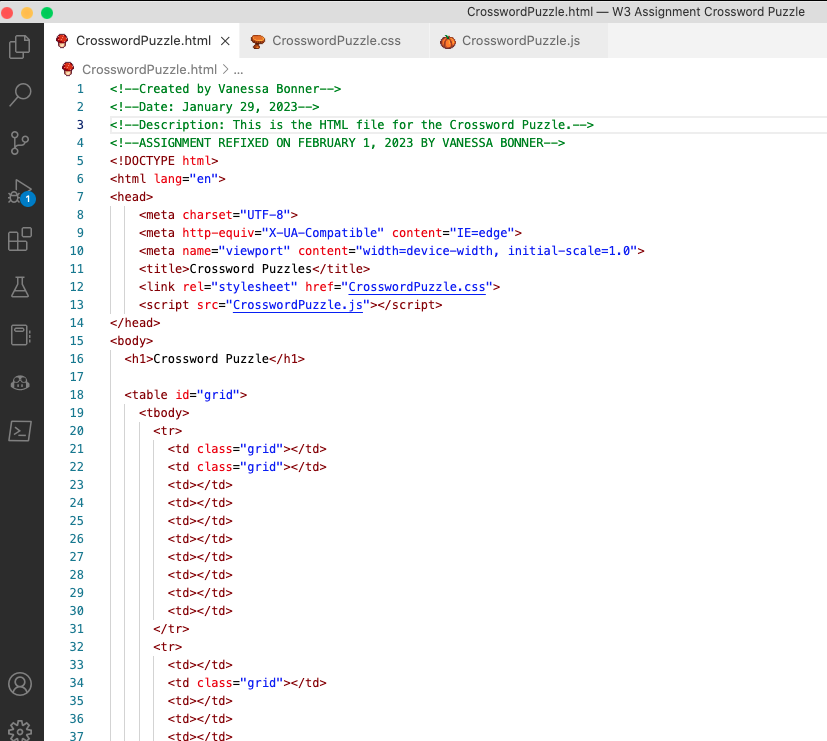 CrosswordPuzzle.html — W3 Assignment Crossword Puzzle
CrosswordPuzzle.html × CrosswordPuzzle.css CrosswordPuzzle.js
CrosswordPuzzle.html > ...
1 <!--Created by Vanessa Bonner-->
2 <!--Date: January 29, 2023-->
3 <!--Description: This is the HTML file for the Crossword Puzzle.-->
4 <!--ASSIGNMENT REFIXED ON FEBRUARY 1, 2023 BY VANESSA BONNER-->
5 <!DOCTYPE html>
6 <html lang="en">
7 <head>
8 <meta charset="UTF-8">
9 <meta http-equiv="X-UA-Compatible" content="IE=edge">
10 <meta name="viewport" content="width=device-width, initial-scale=1.0">
11 <title>Crossword Puzzles</title>
12 <link rel="stylesheet" href="CrosswordPuzzle.css">
13 <script src="CrosswordPuzzle.js"></script>
14 </head>
15 <body>
16 <h1>Crossword Puzzle</h1>
17
18 <table id="grid">
19 <tbody>
20 <tr>
21 <td class="grid"></td>
22 <td class="grid"></td>
23 <td></td>
24 <td></td>
25 <td></td>
26 <td></td>
27 <td></td>
28 <td></td>
29 <td></td>
30 <td></td>
31 </tr>
32 <tr>
33 <td></td>
34 <td class="grid"></td>
35 <td></td>
36 <td></td>
37 <td></td>
1